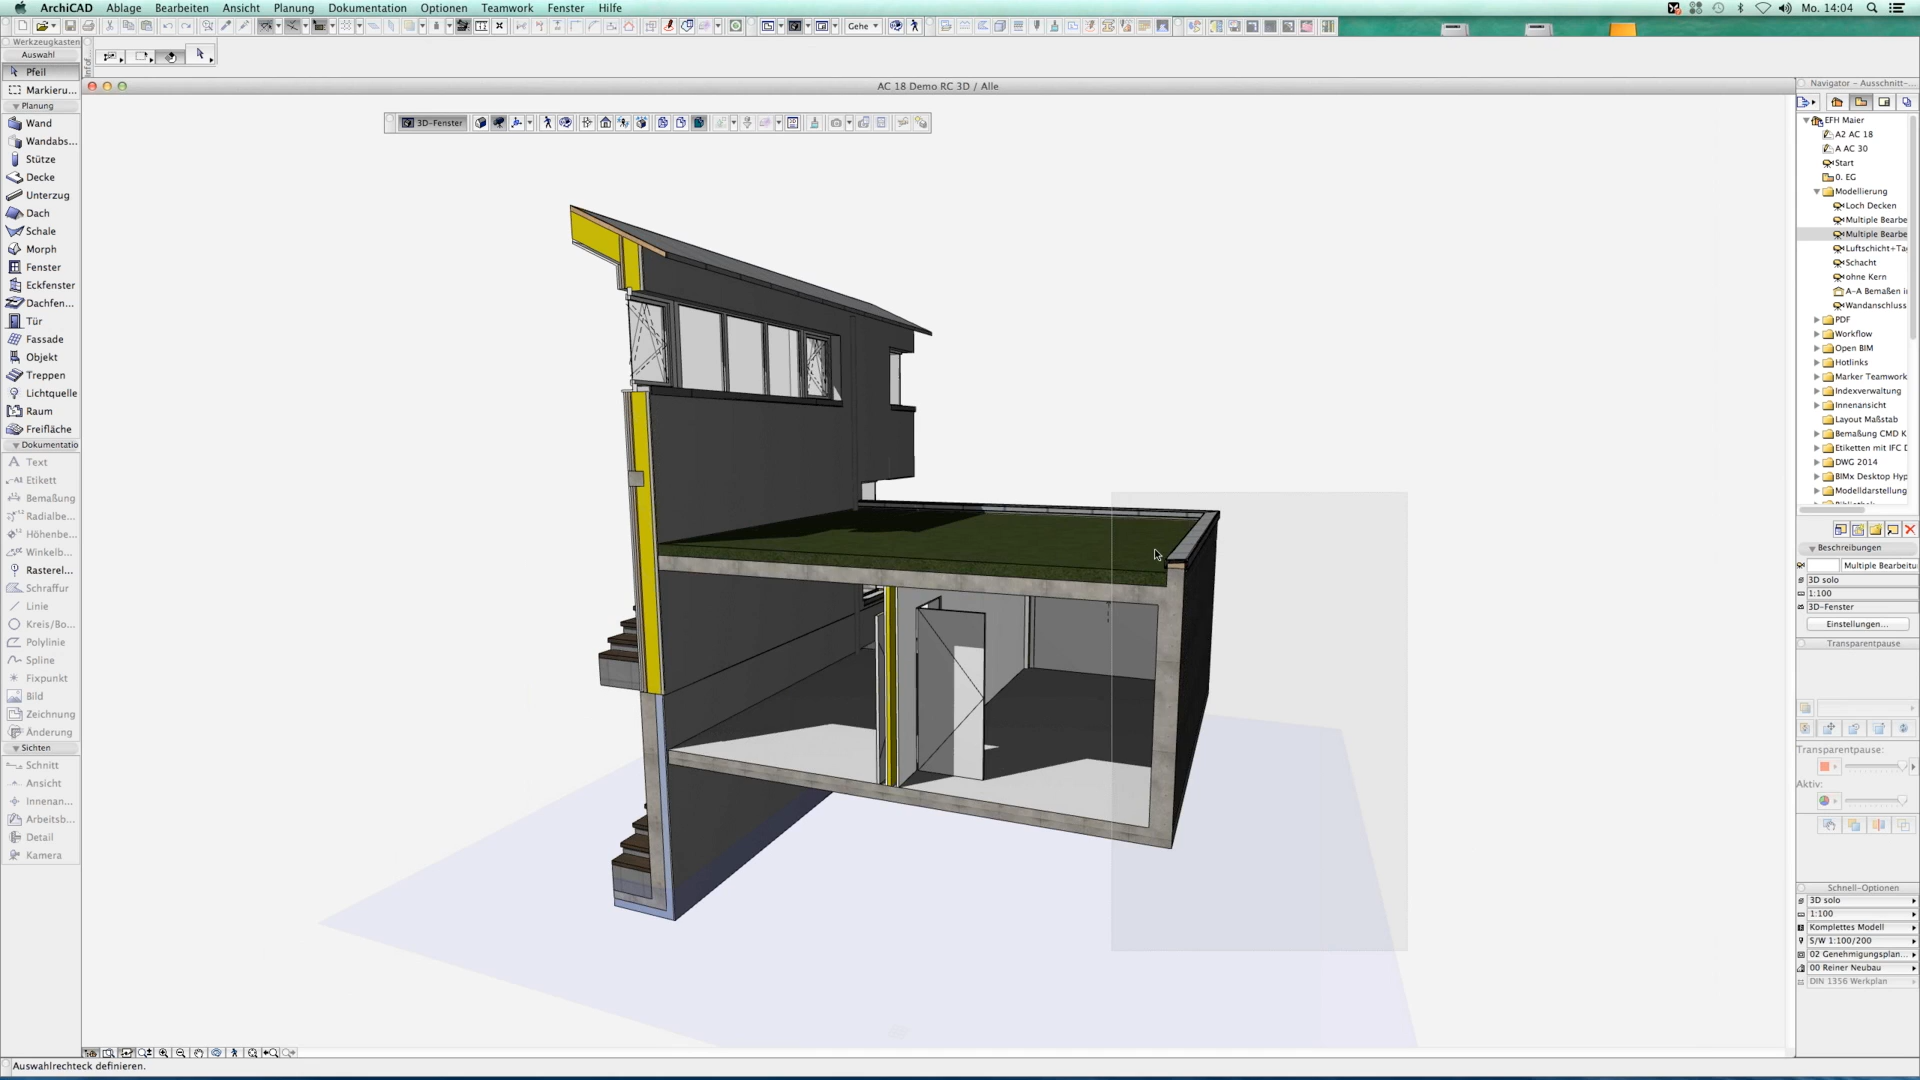 ArchiCAD Ablage Bearbeiten Ansicht Planung Dokumentation Optionen Teamwork Fenster Hilfe
Mo. 14:04
Gehe
Werkzeugkasten
Auswahl
Pfeil
Markieru...
Planung
Wand
Wandabs...
Stütze
Decke
Unterzug
Dach
Schale
Morph
Fenster
Eckfenster
Dachfen...
Tür
Fassade
Objekt
Treppen
Lichtquelle
Raum
Freifläche
Dokumentatio
Text
Etikett
Bemaßung
Radialbe...
Höhenbe...
Winkelb...
Rasterel...
Schraffur
Linie
Kreis/Bo...
Polylinie
Spline
Fixpunkt
Bild
Zeichnung
Änderung
Sichten
Schnitt
Ansicht
Innenan...
Arbeitsb...
Detail
Kamera
AC 18 Demo RC 3D / Alle
3D-Fenster
Navigator – Ausschnitt-...
EFH Maier
A2 AC 18
A AC 30
Start
0. EG
Modellierung
Loch Decken
Multiple Bearbe
Multiple Bearbe
Luftschicht+Ta
Schacht
ohne Kern
A-A Bemaßen i
Wandanschluss
PDF
Workflow
Open BIM
Hotlinks
Marker Teamwork
Indexverwaltung
Innenansicht
Layout Maßstab
Bemaßung CMD K
Etiketten mit IFC D
DWG 2014
BIMx Desktop Hyp
Modelldarstellung
Beschreibungen
Multiple Bearbeitu
3D solo
1:100
3D-Fenster
Einstellungen...
Transparentpause
Transparentpause:
Aktiv:
Schnell-Optionen
3D solo
1:100
Komplettes Modell
S/W 1:100/200
02 Genehmigungsplan...
00 Reiner Neubau
DIN 1356 Werkplan
Auswahlrechteck definieren.